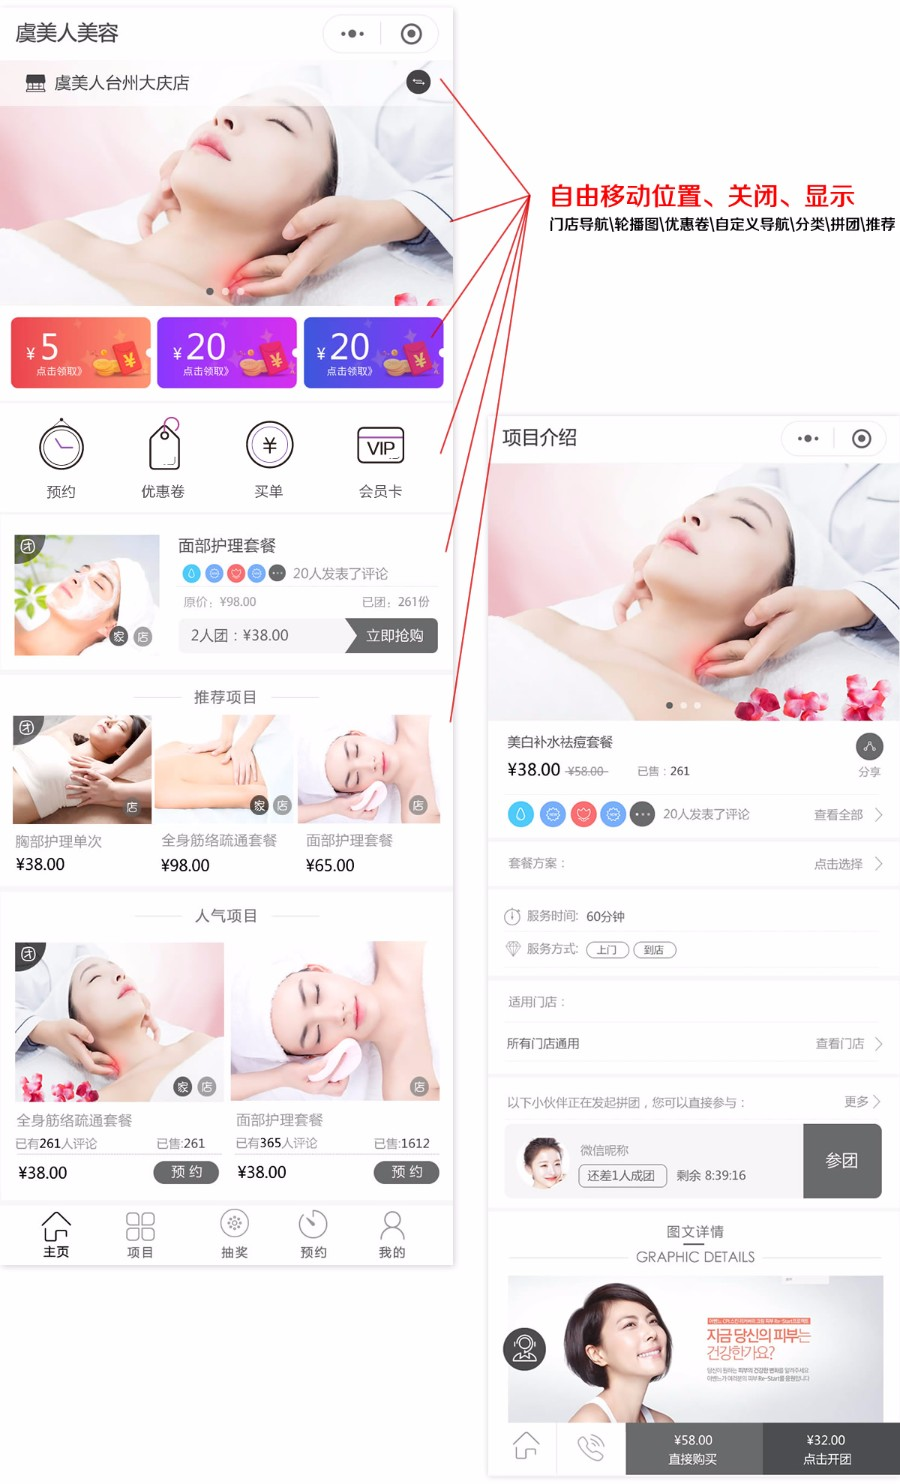 虞美人美容
虞美人台州大庆店
自由移动位置、关闭、显示
门店导航\轮播图\优惠卷\自定义导航\分类\拼团\推荐
¥5
点击领取》
¥20
点击领取》
¥20
点击领取》
预约
优惠卷
VIP
买单
会员卡
团
面部护理套餐
20人发表了评论
原价：¥98.00
已团：261份
2人团：¥38.00
立即抢购
家
店
推荐项目
团
店
家
店
店
胸部护理单次
¥38.00
全身筋络疏通套餐
¥98.00
面部护理套餐
¥65.00
人气项目
团
家
店
店
全身筋络疏通套餐
已有261人评论
已售:261
¥38.00
预 约
面部护理套餐
已有365人评论
已售:1612
¥38.00
预 约
主页
项目
抽奖
预约
我的
项目介绍
美白补水祛痘套餐
¥38.00
¥58.00
已售：261
分享
20人发表了评论
查看全部
套餐方案：
点击选择
服务时间:
60分钟
服务方式:
上门
到店
适用门店：
所有门店通用
查看门店
以下小伙伴正在发起拼团，您可以直接参与：
更多
微信昵称
还差1人成团
剩余 8:39:16
参团
图文详情
GRAPHIC DETAILS
지금 당신의 피부는
건강한가요?
¥58.00
直接购买
¥32.00
点击开团